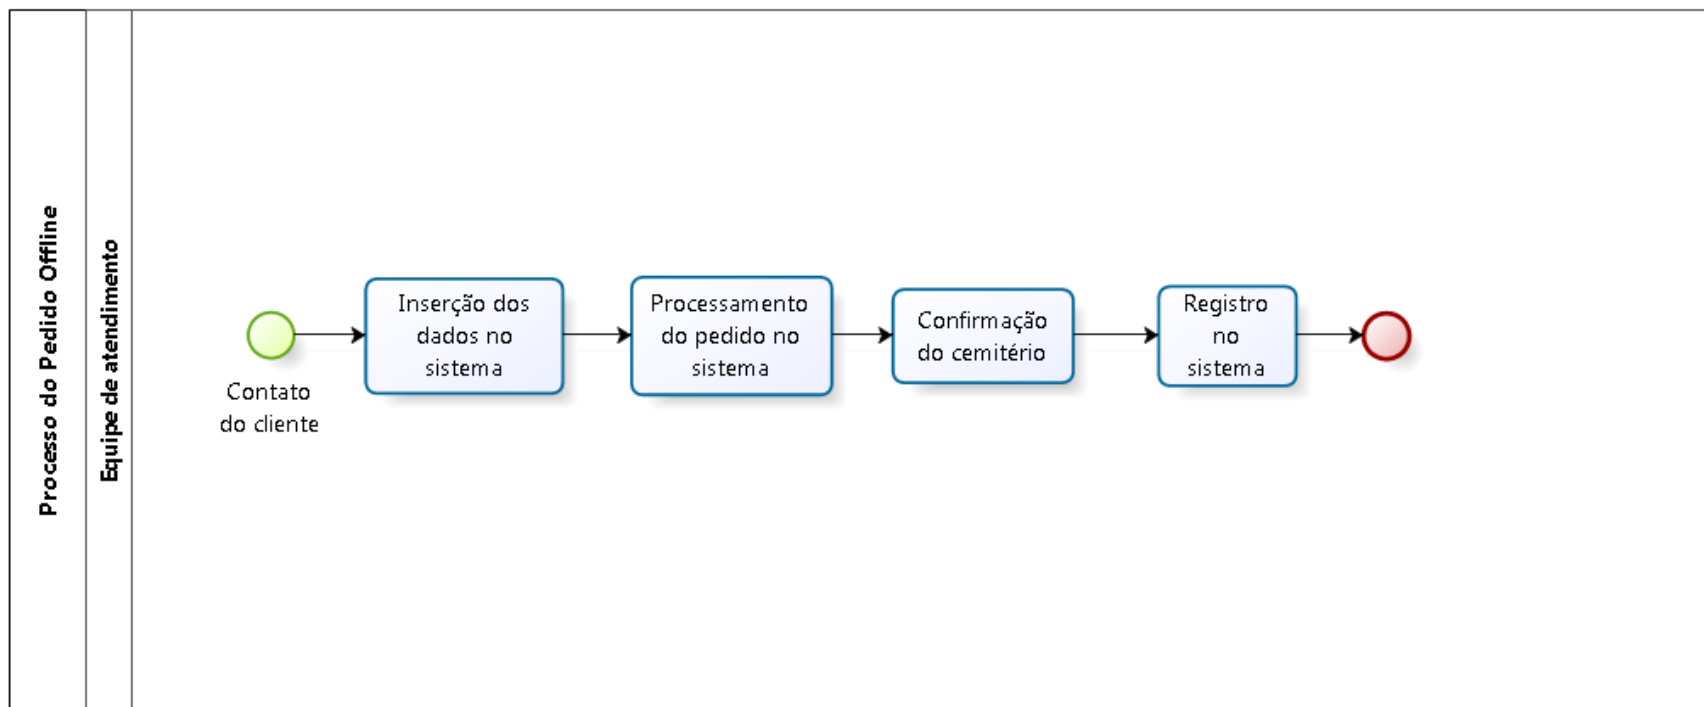 Processo do Pedido Offline
Equipe de atendimento
Contato
do cliente
Inserção dos
dados no
sistema
Processamento
do pedido no
sistema
Confirmação
do cemitério
Registro
no
sistema